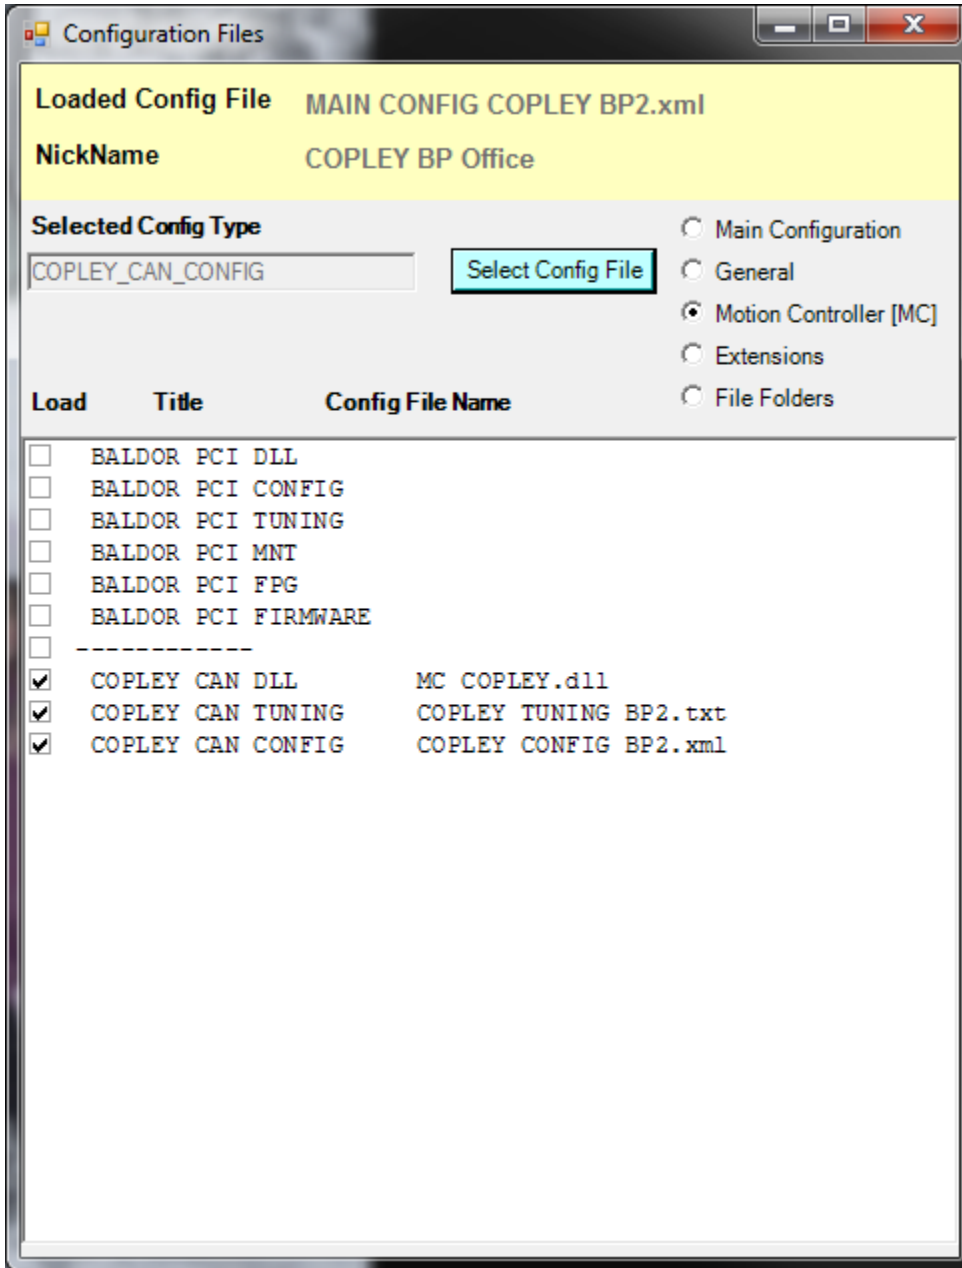 Configuration Files
Loaded Config File MAIN CONFIG COPLEY BP2.xml
NickName COPLEY BP Office
Selected Config Type
COPLEY_CAN_CONFIG
Select Config File
Main Configuration
General
Motion Controller [MC]
Extensions
File Folders
Load Title Config File Name
BALDOR PCI DLL
BALDOR PCI CONFIG
BALDOR PCI TUNING
BALDOR PCI MNT
BALDOR PCI FPG
BALDOR PCI FIRMWARE
------------
COPLEY CAN DLL MC COPLEY.dll
COPLEY CAN TUNING COPLEY TUNING BP2.txt
COPLEY CAN CONFIG COPLEY CONFIG BP2.xml